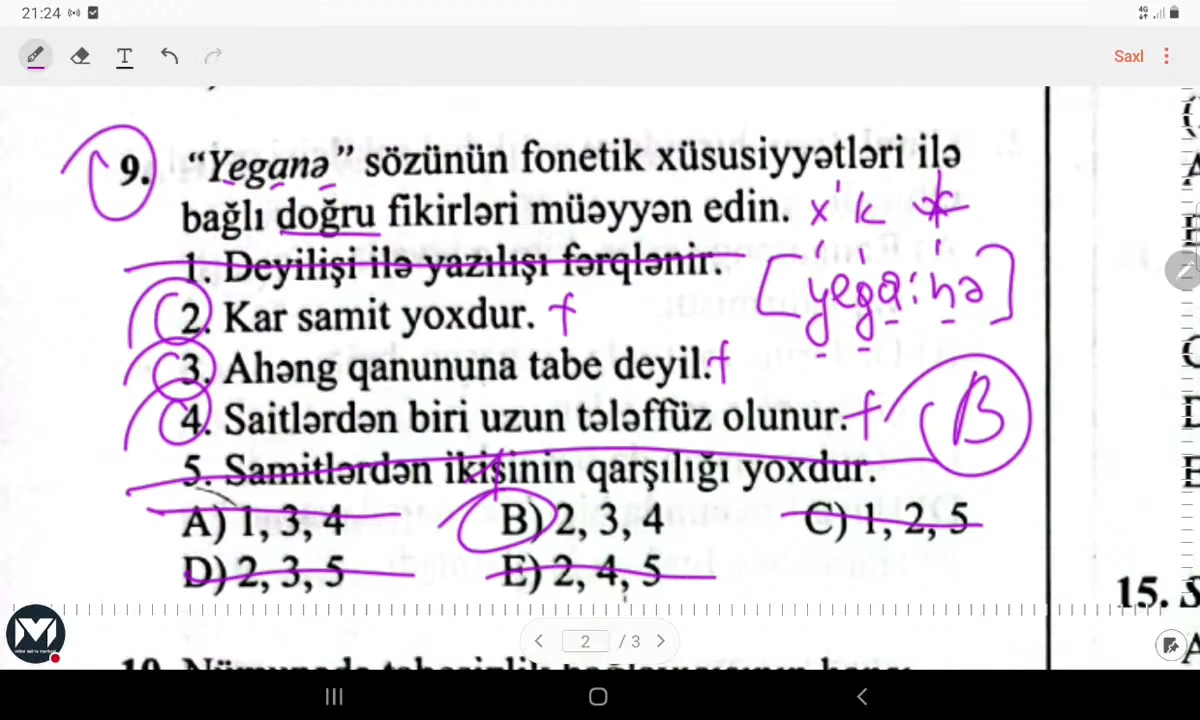 21:24
4G
T
Saxl
9. "Yeganə" sözünün fonetik xüsusiyyətləri ilə
bağlı doğru fikirləri müəyyən edin. x k
1. Deyilişi ilə yazılışı fərqlənir.
[yega:nə]
2. Kar samit yoxdur. f
3. Ahəng qanununa tabe deyil. f
4. Saitlərdən biri uzun tələffüz olunur. f
B
5. Samitlərdən ikisinin qarşılığı yoxdur.
A) 1, 3, 4 B) 2, 3, 4 C) 1, 2, 5
D) 2, 3, 5 E) 2, 4, 5
15. S
2 / 3